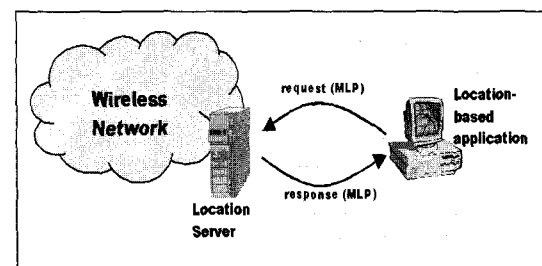 Wireless
Network
request (MLP)
Location-
based
application
response (MLP)
Location
Server